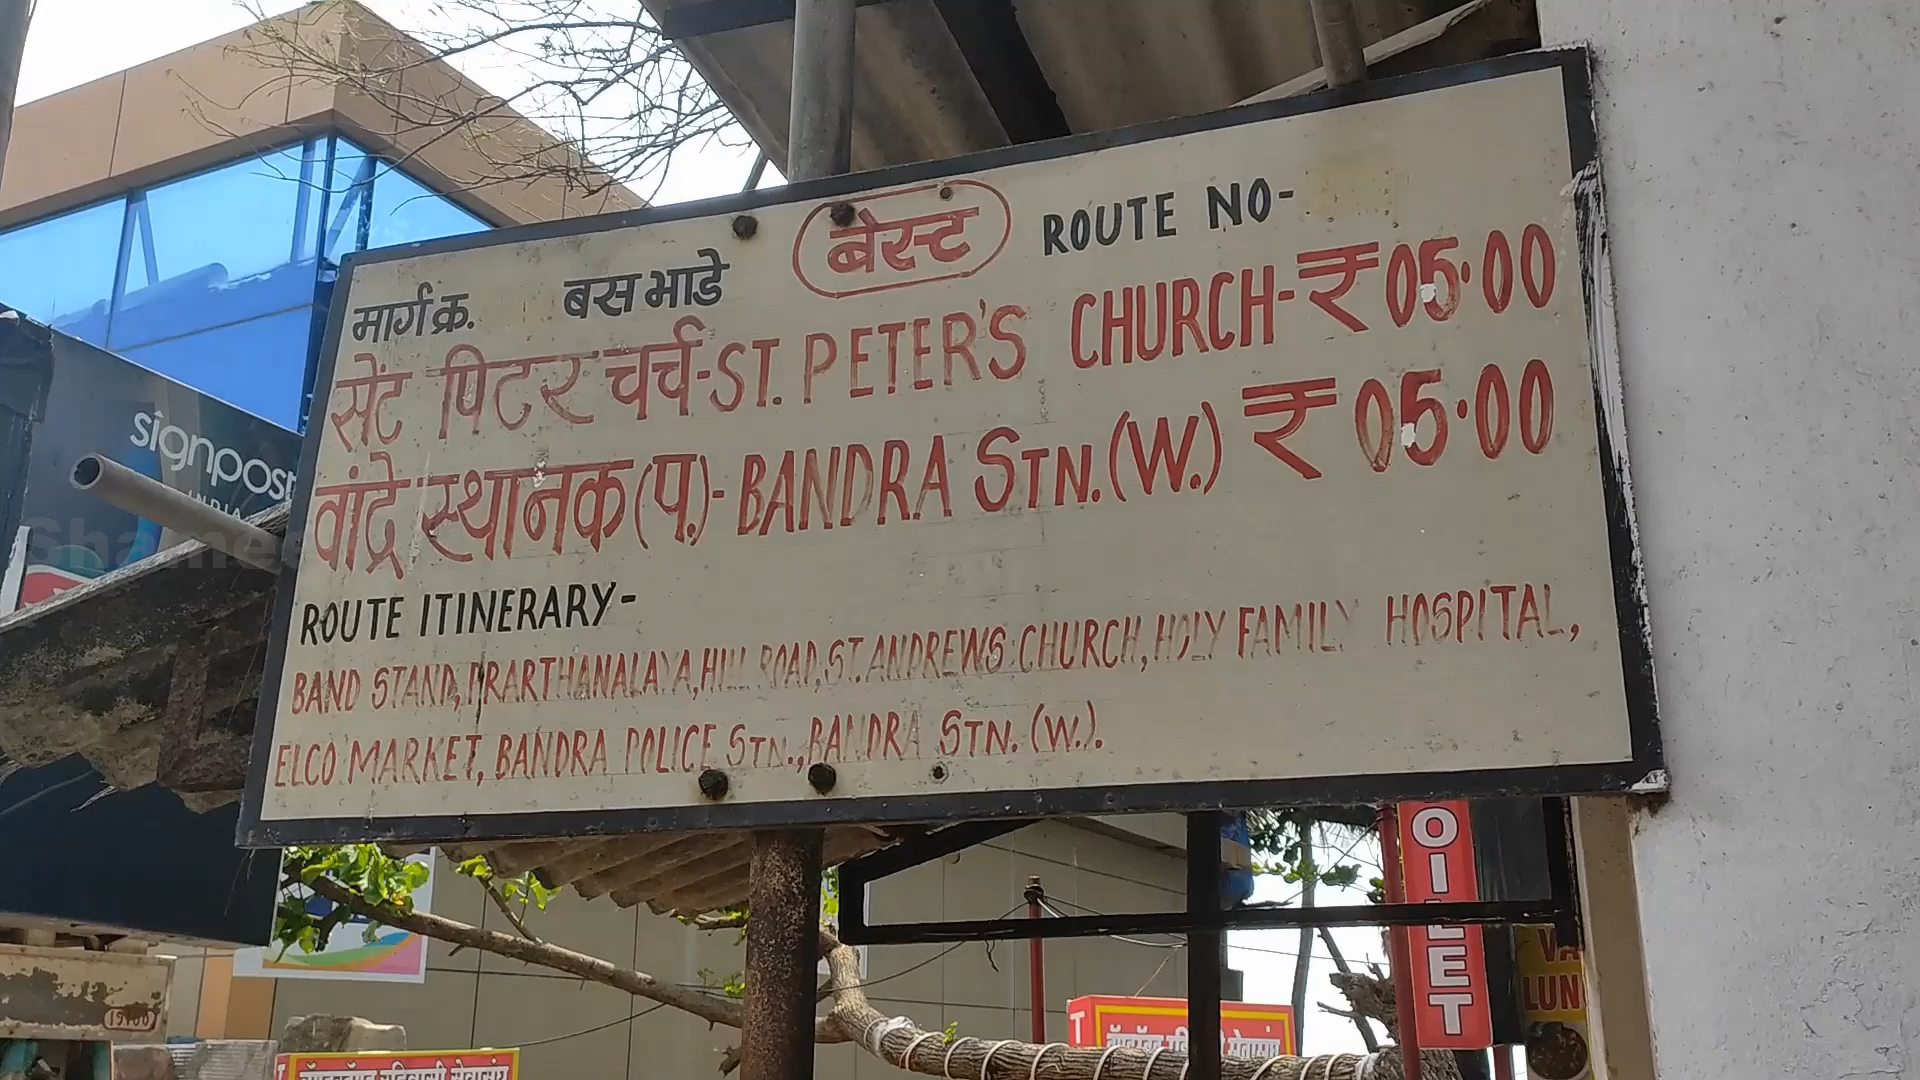 मार्ग क्र. बस भाडे बेस्ट ROUTE NO-
सेंट पिटर चर्च-ST. PETER'S CHURCH-₹ 05.00
वांद्रे स्थानक (प.)- BANDRA STN. (W.) ₹ 05.00
ROUTE ITINERARY-
BAND STAND, PRARTHANALAYA, HILL ROAD, ST. ANDREWS CHURCH, HOLY FAMILY HOSPITAL,
ELCO MARKET, BANDRA POLICE STN., BANDRA STN. (W.).
signpost
INDIA